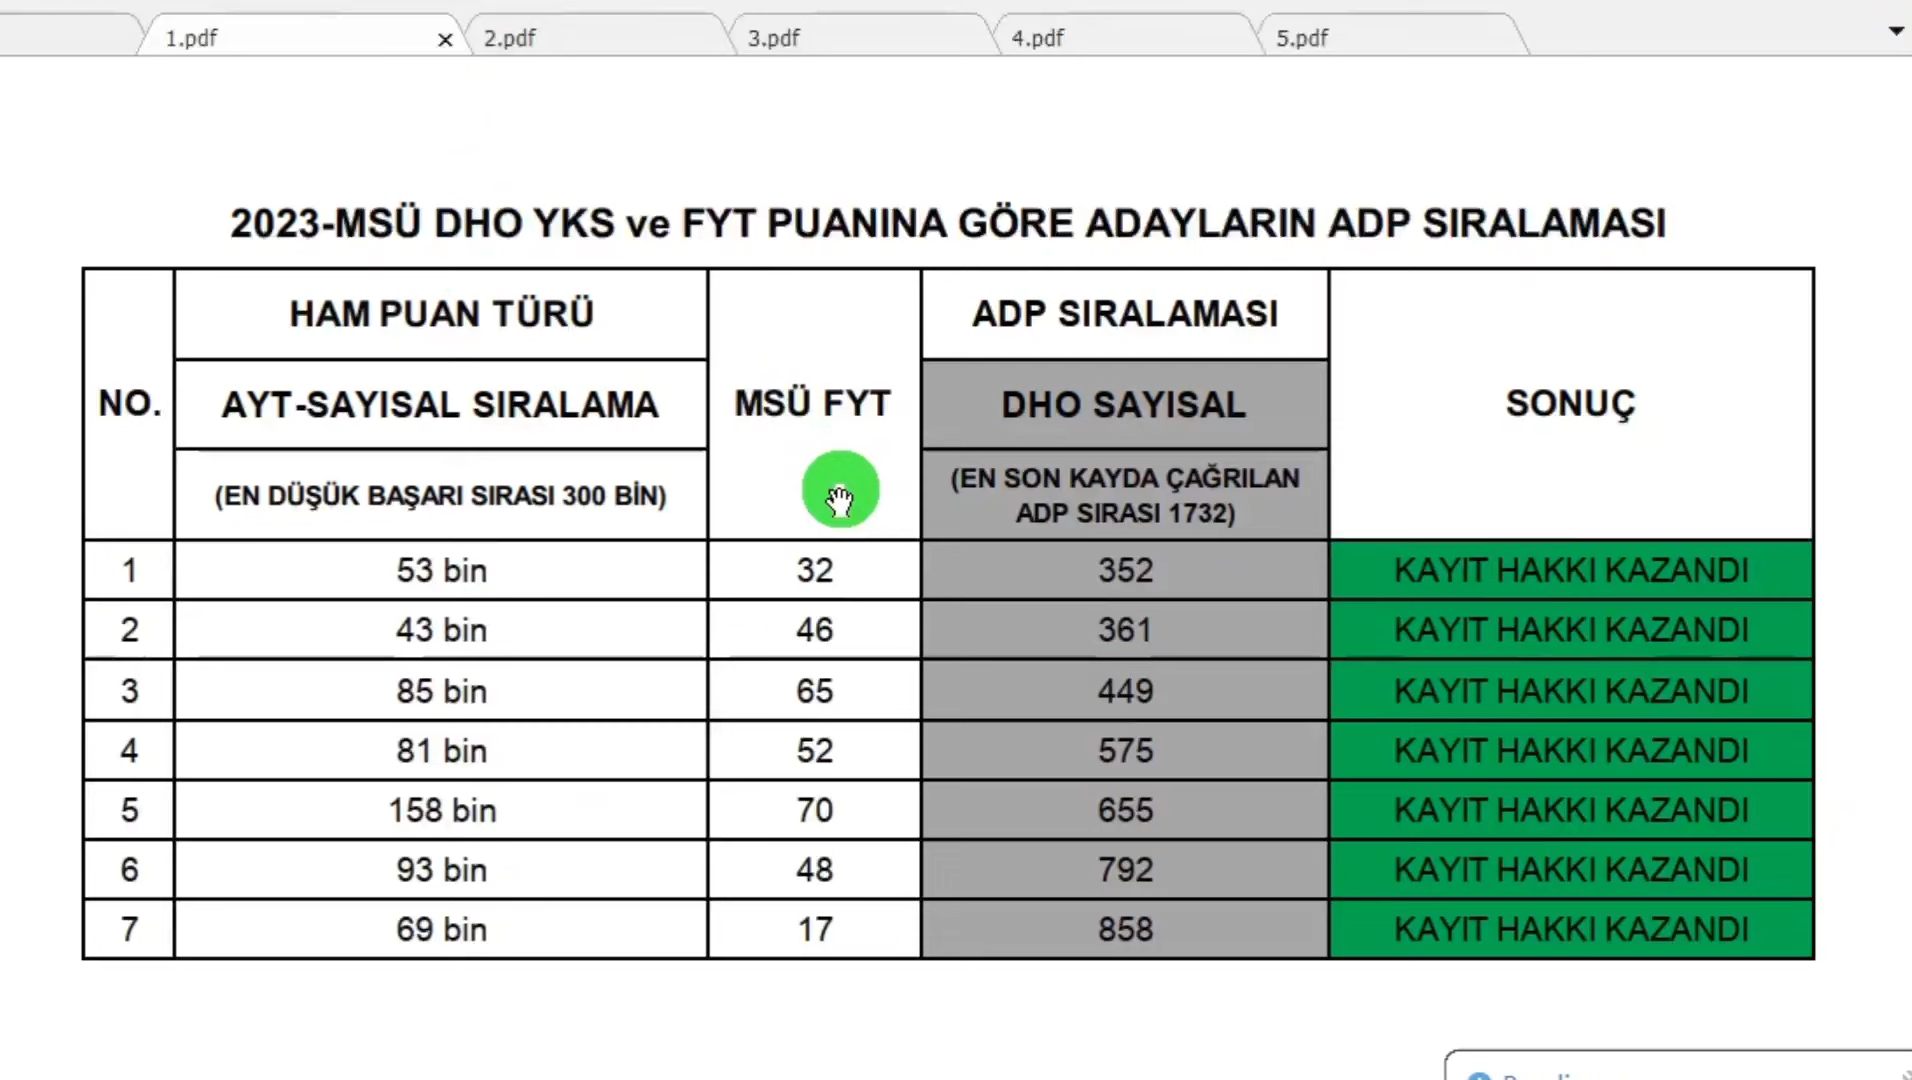 1.pdf
2.pdf
3.pdf
4.pdf
5.pdf
2023-MSÜ DHO YKS ve FYT PUANINA GÖRE ADAYLARIN ADP SIRALAMASI
NO.
HAM PUAN TÜRÜ
AYT-SAYISAL SIRALAMA
(EN DÜŞÜK BAŞARI SIRASI 300 BİN)
MSÜ FYT
ADP SIRALAMASI
DHO SAYISAL
(EN SON KAYDA ÇAĞRILAN
ADP SIRASI 1732)
SONUÇ
1 53 bin 32 352 KAYIT HAKKI KAZANDI
2 43 bin 46 361 KAYIT HAKKI KAZANDI
3 85 bin 65 449 KAYIT HAKKI KAZANDI
4 81 bin 52 575 KAYIT HAKKI KAZANDI
5 158 bin 70 655 KAYIT HAKKI KAZANDI
6 93 bin 48 792 KAYIT HAKKI KAZANDI
7 69 bin 17 858 KAYIT HAKKI KAZANDI